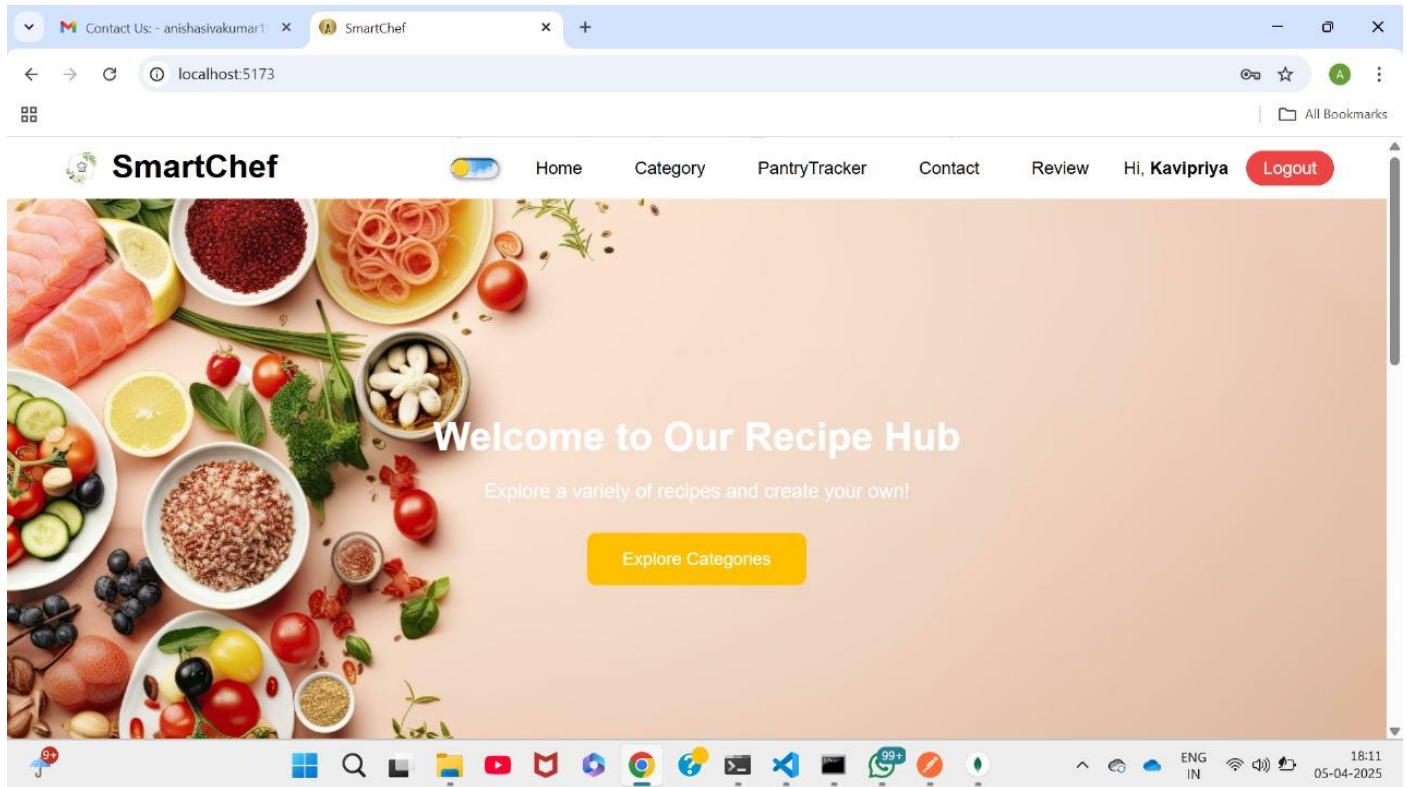 Contact Us: - anishasivakumar1
SmartChef
localhost:5173
A
All Bookmarks
SmartChef
Home
Category
PantryTracker
Contact
Review
Hi, Kavipriya
Logout
Welcome to Our Recipe Hub
Explore a variety of recipes and create your own!
Explore Categories
9+
99+
ENG
IN
18:11
05-04-2025